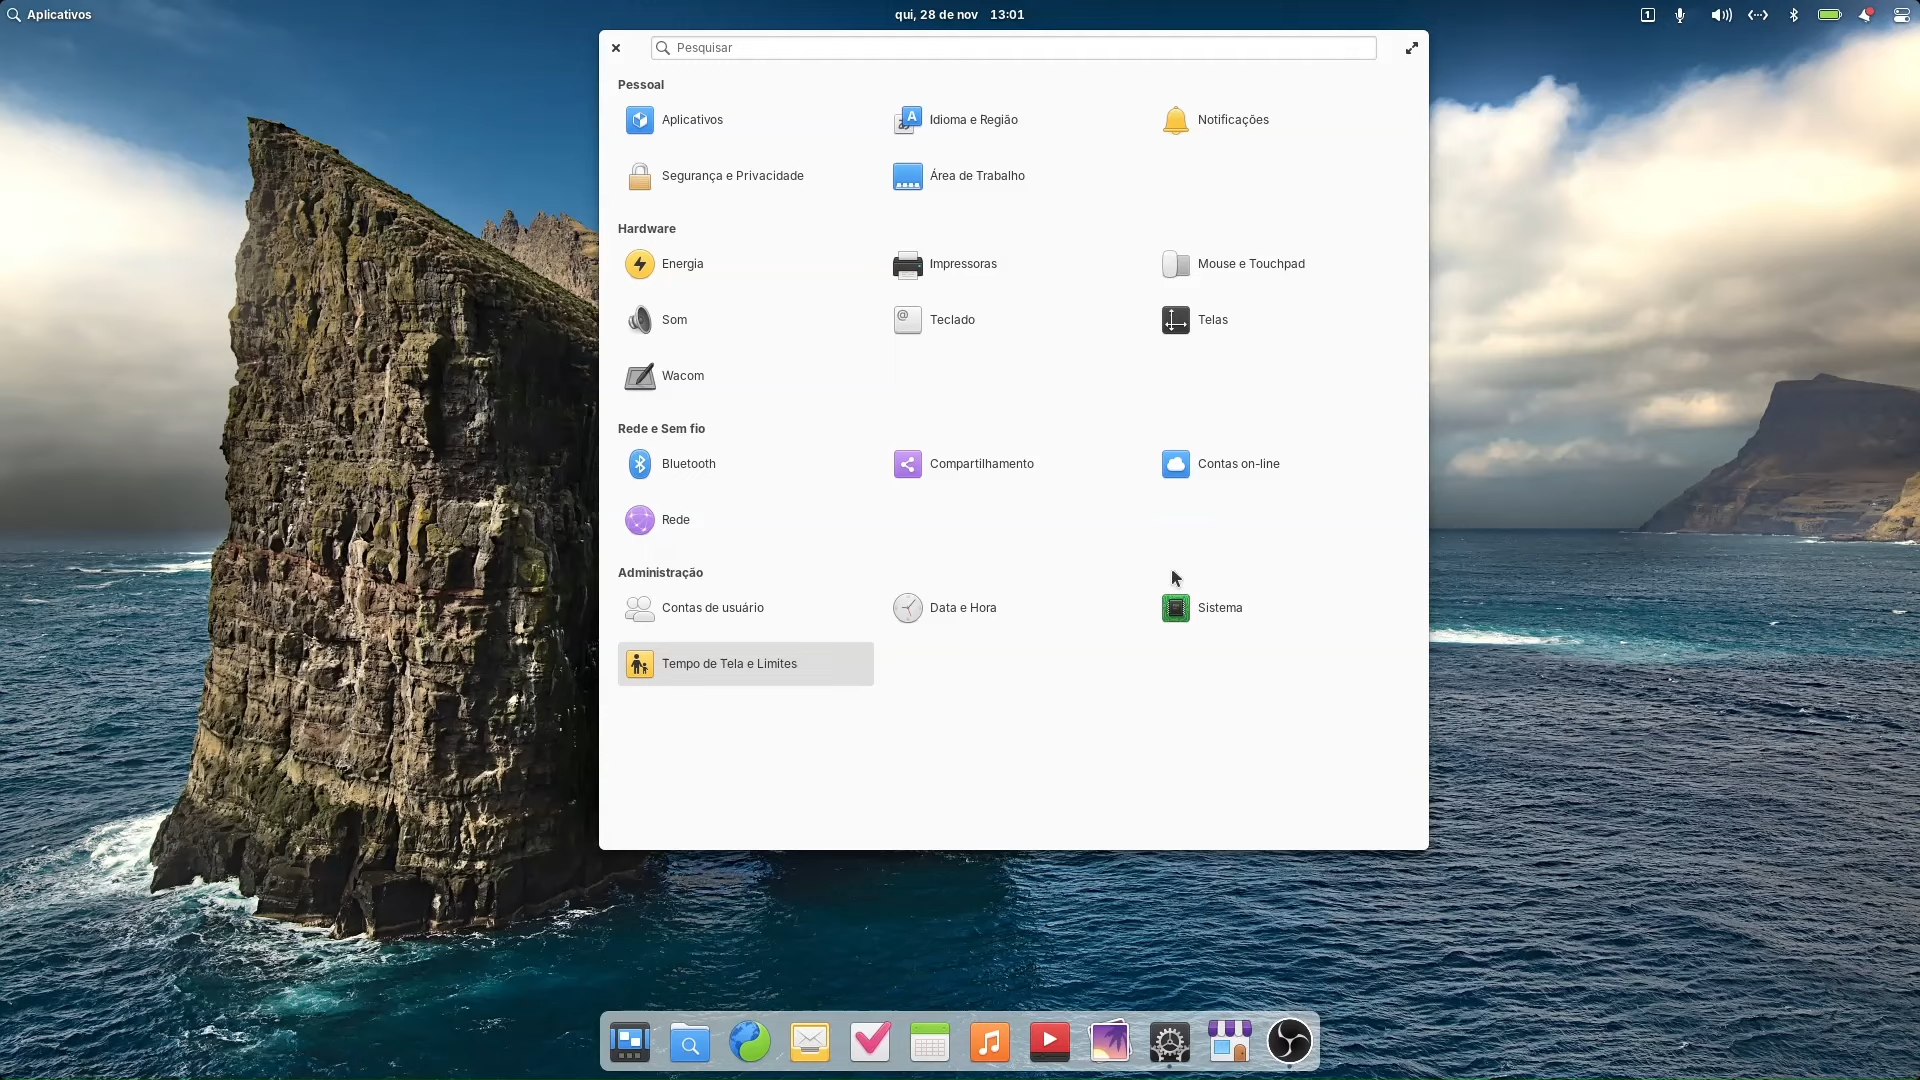 Aplicativos
qui, 28 de nov 13:01
1
Pesquisar
Pessoal
Aplicativos
Idioma e Região
Notificações
Segurança e Privacidade
Área de Trabalho
Hardware
Energia
Impressoras
Mouse e Touchpad
Som
Teclado
Telas
Wacom
Rede e Sem fio
Bluetooth
Compartilhamento
Contas on-line
Rede
Administração
Contas de usuário
Data e Hora
Sistema
Tempo de Tela e Limites